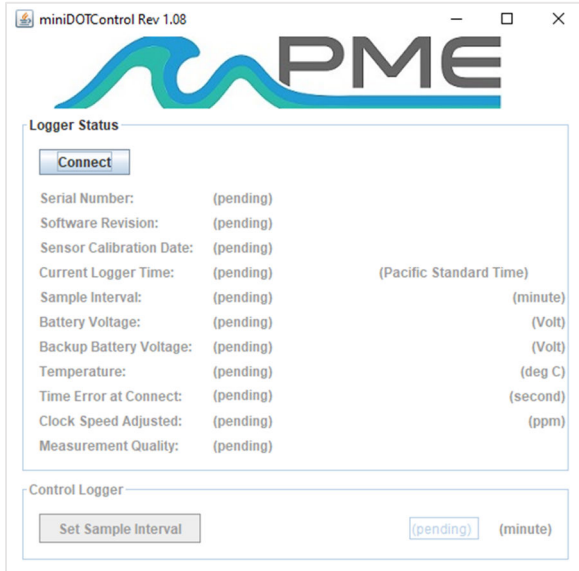 miniDOTControl Rev 1.08
PME
Logger Status
Connect
Serial Number: (pending)
Software Revision: (pending)
Sensor Calibration Date: (pending)
Current Logger Time: (pending) (Pacific Standard Time)
Sample Interval: (pending) (minute)
Battery Voltage: (pending) (Volt)
Backup Battery Voltage: (pending) (Volt)
Temperature: (pending) (deg C)
Time Error at Connect: (pending) (second)
Clock Speed Adjusted: (pending) (ppm)
Measurement Quality: (pending)
Control Logger
Set Sample Interval (pending) (minute)